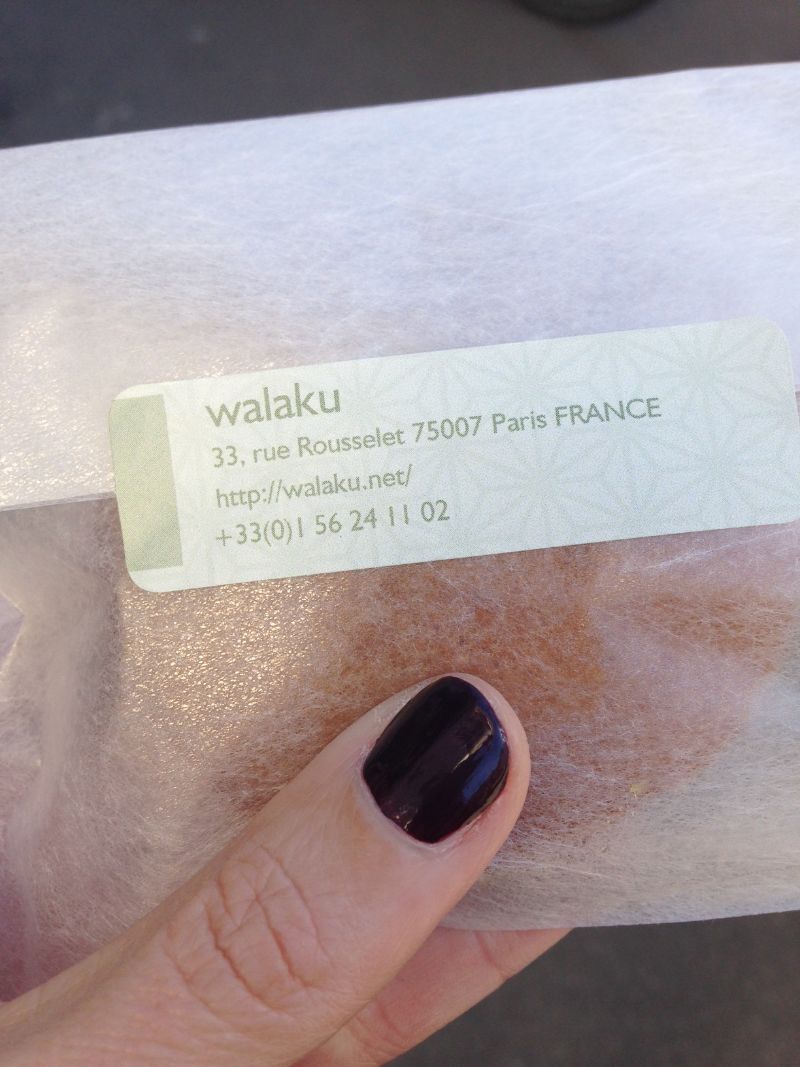 walaku
33, rue Rousselet 75007 Paris FRANCE
http://walaku.net/
+33(0)1 56 24 11 02